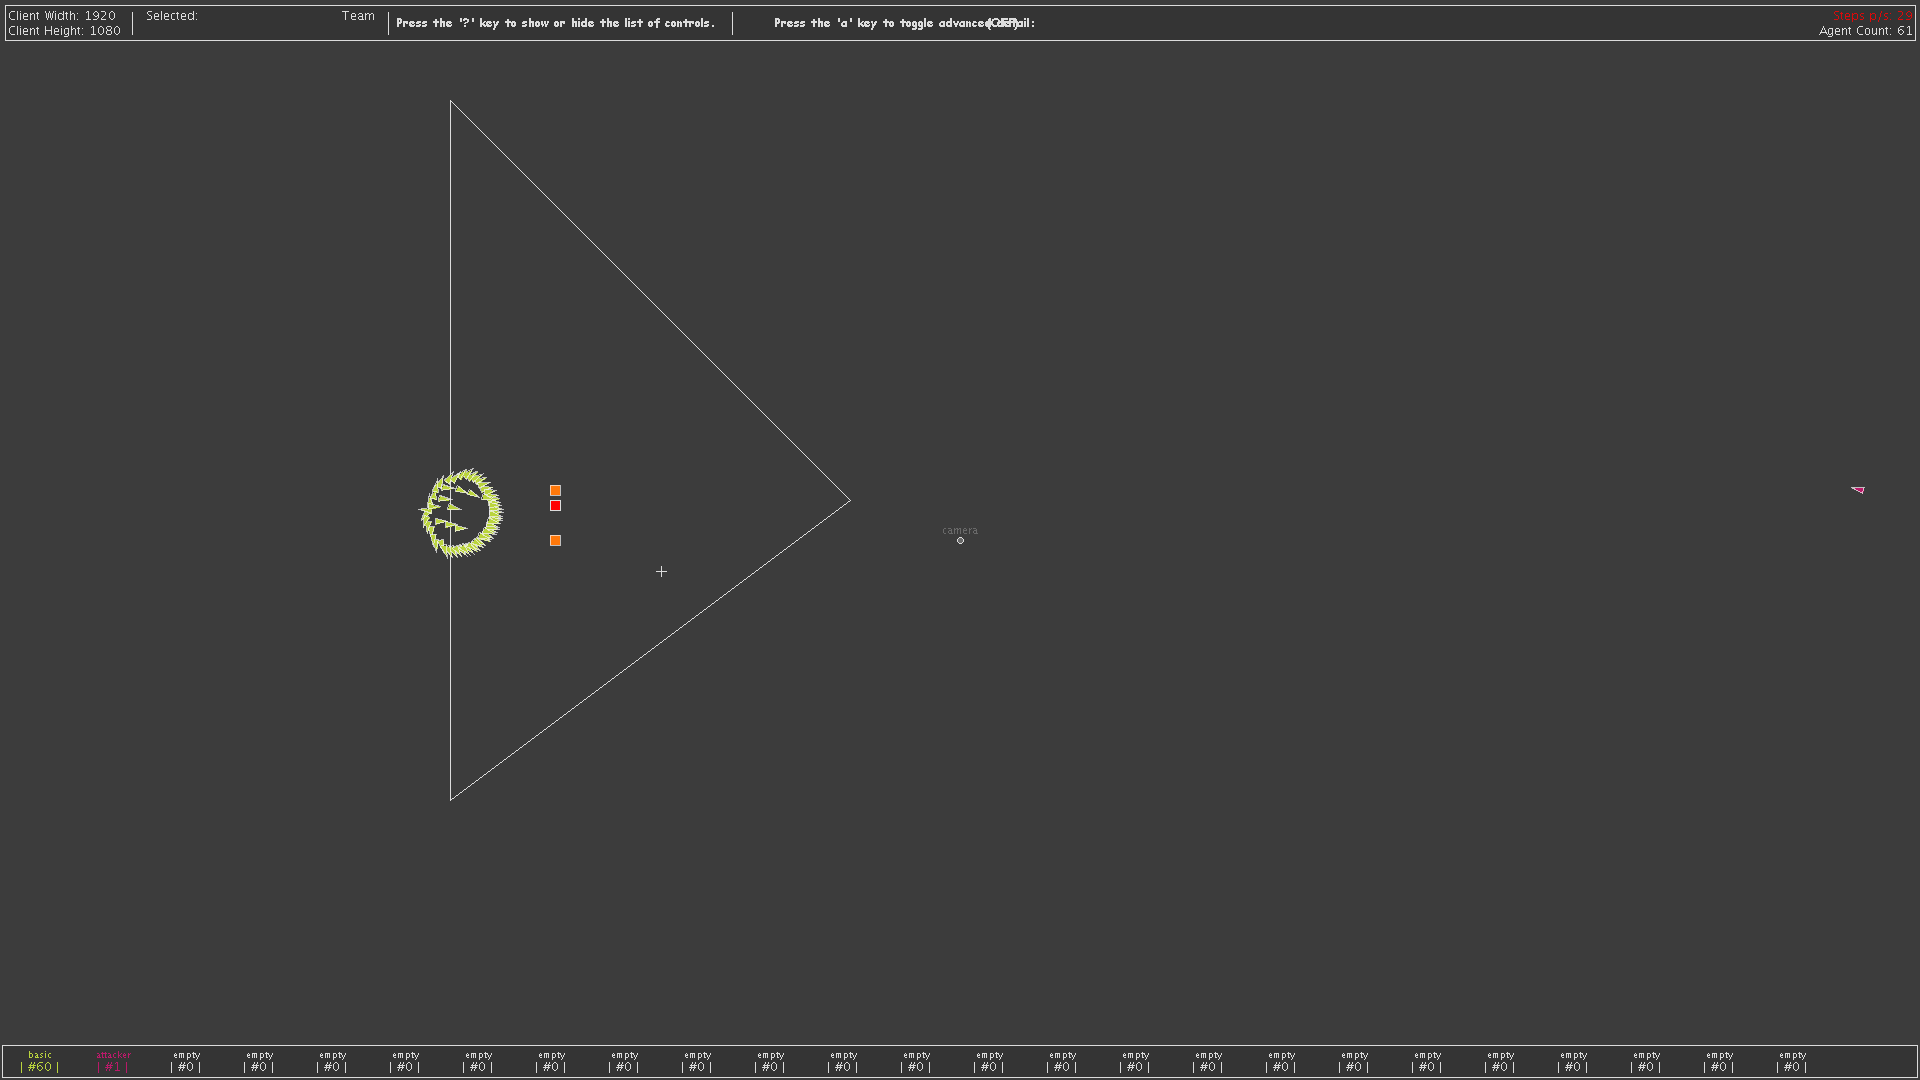 Client Width: 1920
Client Height: 1080
Selected:
Team
Press the '?' key to show or hide the list of controls.
Press the 'a' key to toggle advanced detail:
(OFF)
Steps p/s: 29
Agent Count: 61
camera
basic
| #60 |
attacker
| #1 |
empty
| #0 |
empty
| #0 |
empty
| #0 |
empty
| #0 |
empty
| #0 |
empty
| #0 |
empty
| #0 |
empty
| #0 |
empty
| #0 |
empty
| #0 |
empty
| #0 |
empty
| #0 |
empty
| #0 |
empty
| #0 |
empty
| #0 |
empty
| #0 |
empty
| #0 |
empty
| #0 |
empty
| #0 |
empty
| #0 |
empty
| #0 |
empty
| #0 |
empty
| #0 |